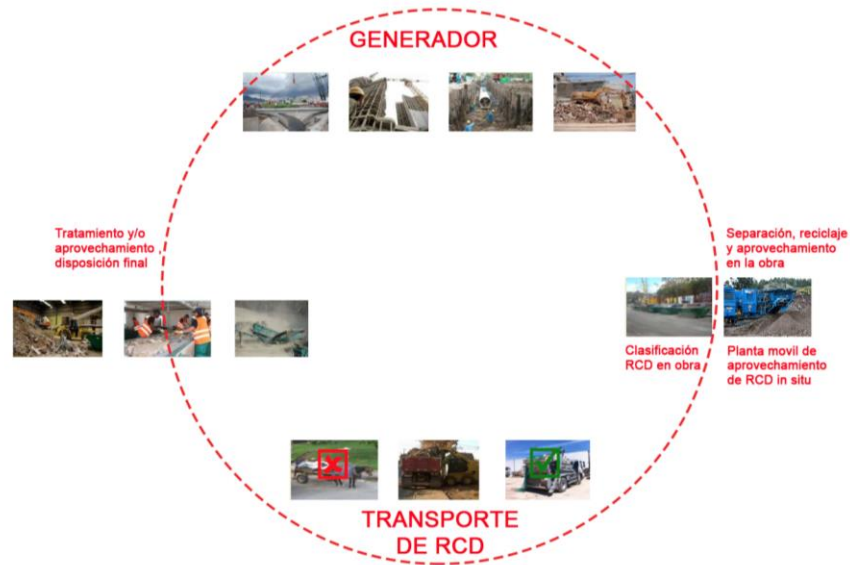 GENERADOR
Tratamiento y/o
aprovechamiento ,
disposición final
Separación, reciclaje
y aprovechamiento
en la obra
Clasificación
RCD en obra
Planta movil de
aprovechamiento
de RCD in situ
TRANSPORTE
DE RCD